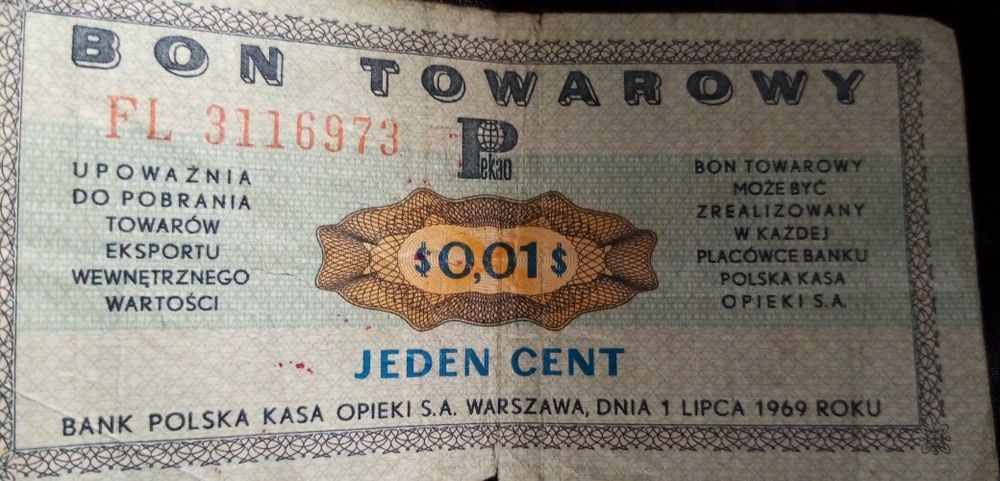 BON TOWAROWY
FL 3116973
Pekao
UPOWAŻNIA
DO POBRANIA
TOWARÓW
EKSPORTU
WEWNĘTRZNEGO
WARTOŚCI
$0,01$
BON TOWAROWY
MOŻE BYĆ
ZREALIZOWANY
W KAŻDEJ
PLACÓWCE BANKU
POLSKA KASA
OPIEKI S.A.
JEDEN CENT
BANK POLSKA KASA OPIEKI S.A. WARSZAWA, DNIA 1 LIPCA 1969 ROKU